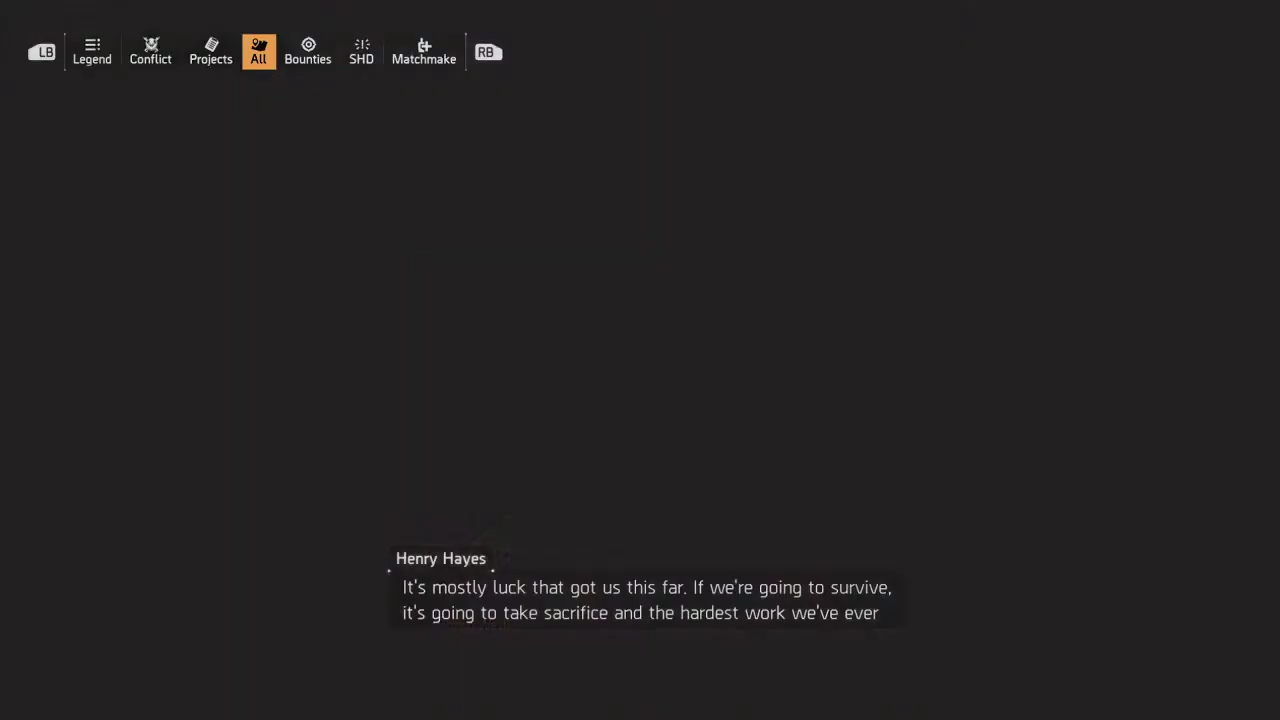 LB
Legend
Conflict
Projects
All
Bounties
SHD
Matchmake
RB
Henry Hayes
It's mostly luck that got us this far. If we're going to survive,
it's going to take sacrifice and the hardest work we've ever